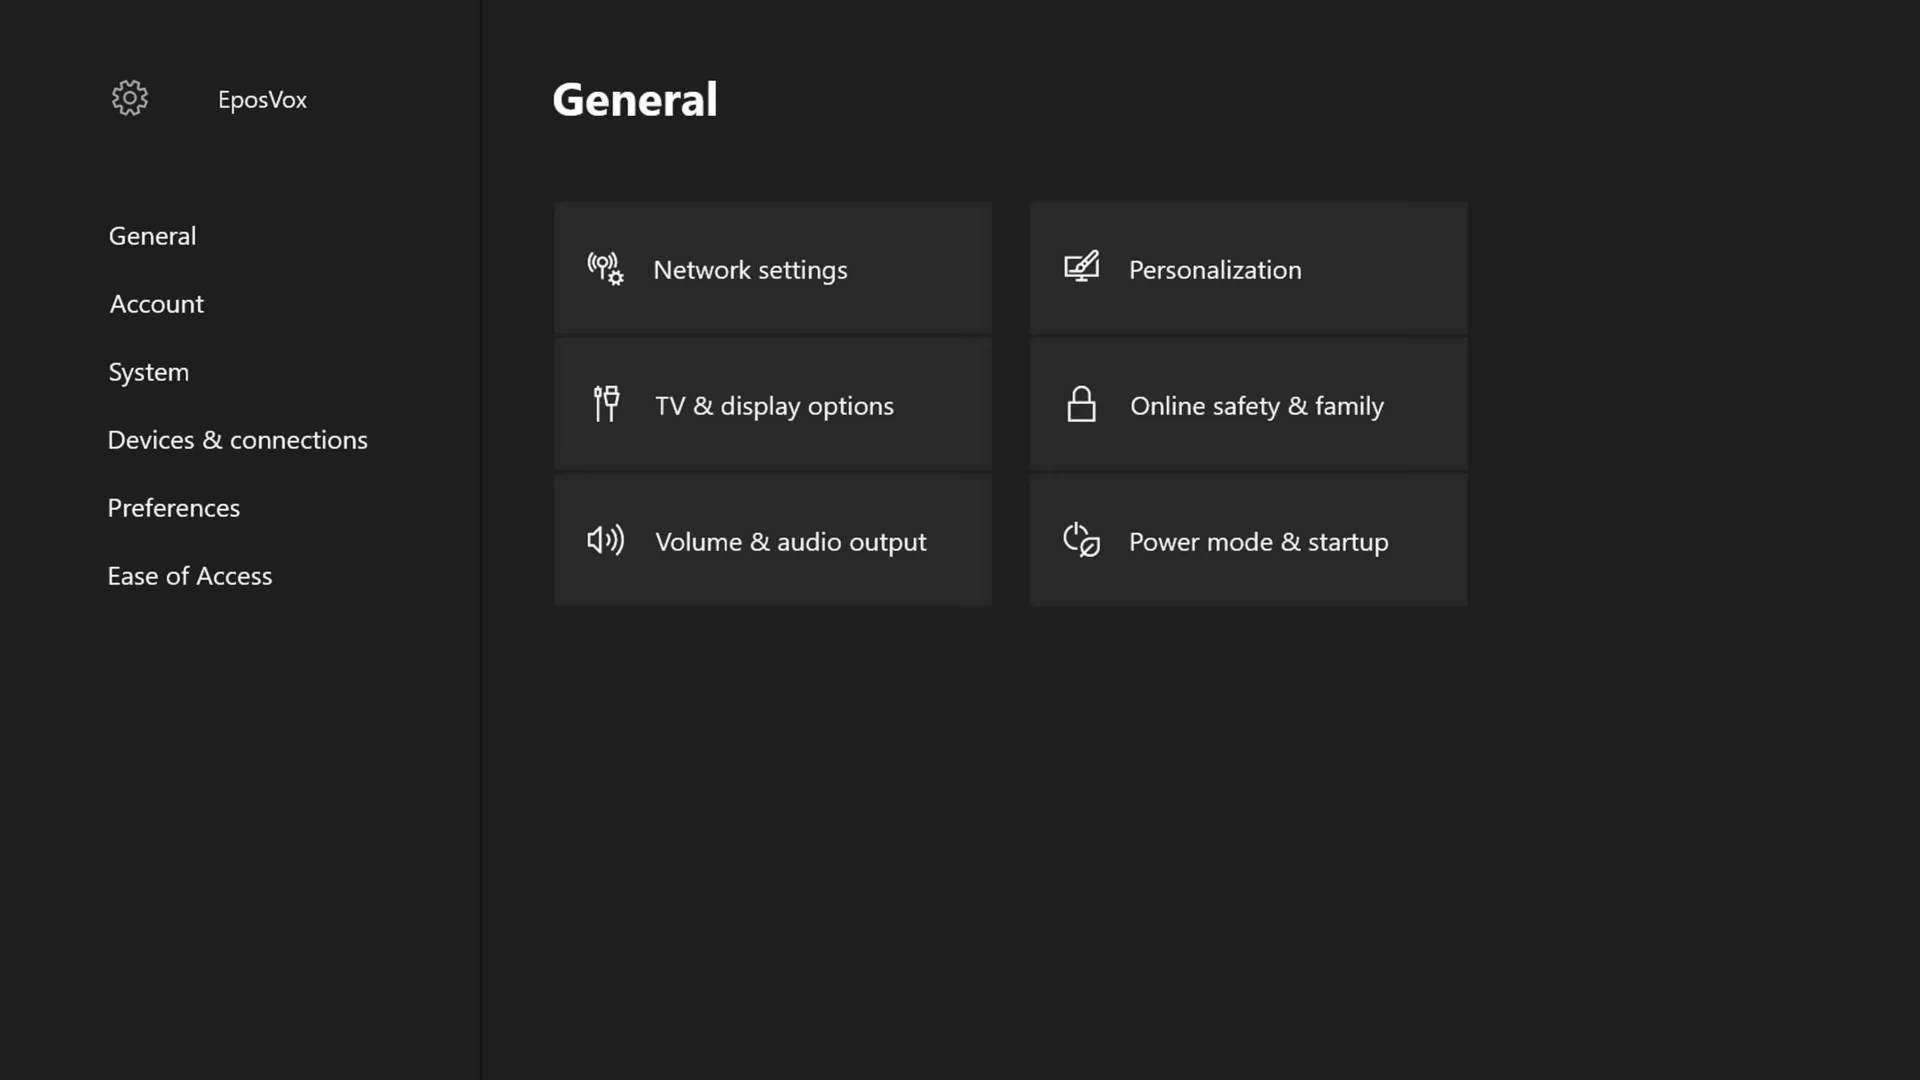 EposVox
General
Account
System
Devices & connections
Preferences
Ease of Access
General
Network settings
TV & display options
Volume & audio output
Personalization
Online safety & family
Power mode & startup